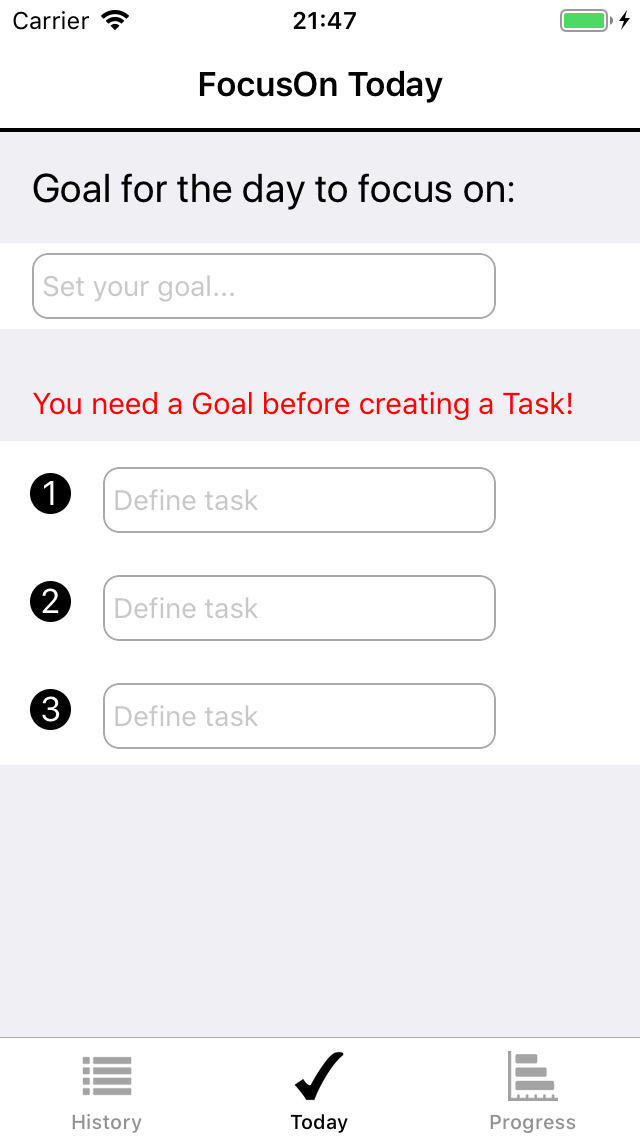 Carrier 21:47
FocusOn Today
Goal for the day to focus on:
Set your goal...
You need a Goal before creating a Task!
1 Define task
2 Define task
3 Define task
History Today Progress